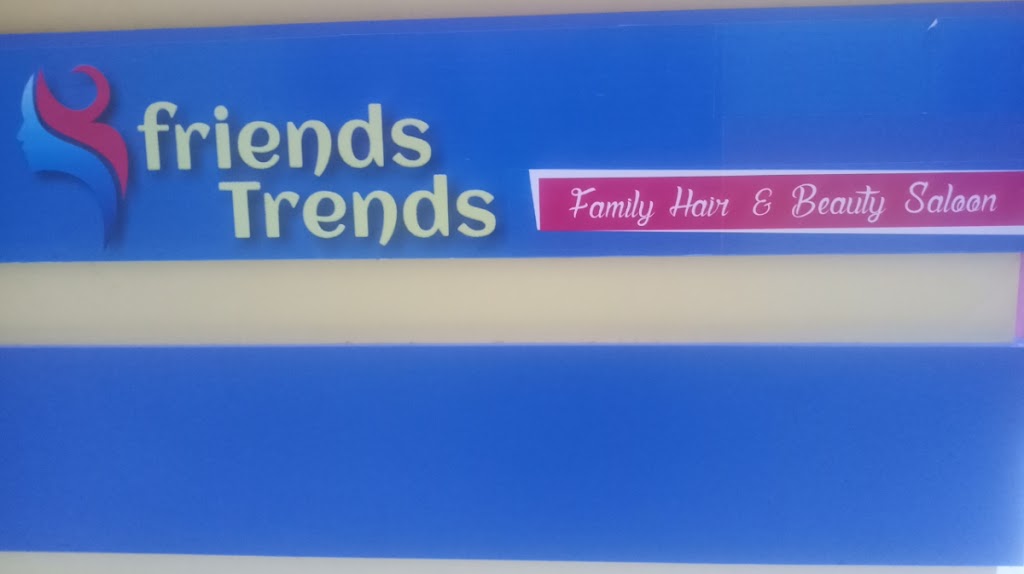 friends
Trends
Family Hair & Beauty Saloon